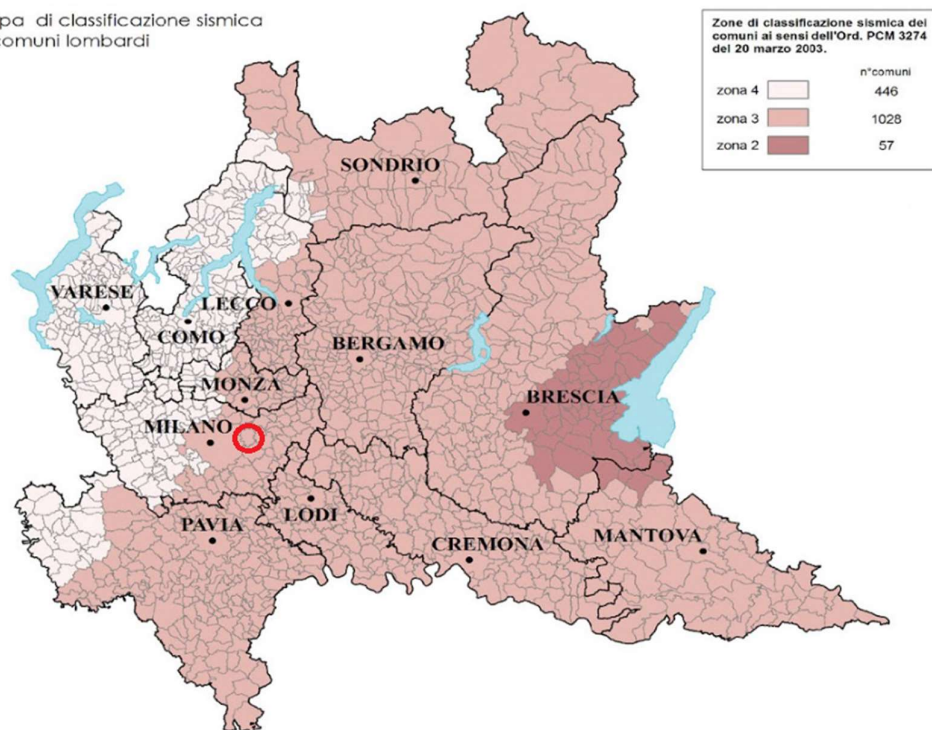 pa di classificazione sismica
comuni lombardi
Zone di classificazione sismica dei
comuni ai sensi dell'Ord. PCM 3274
del 20 marzo 2003.
n°comuni
zona 4 446
zona 3 1028
zona 2 57
SONDRIO
VARESE
LECCO
COMO
BERGAMO
MONZA
BRESCIA
MILANO
LODI
PAVIA
MANTOVA
CREMONA